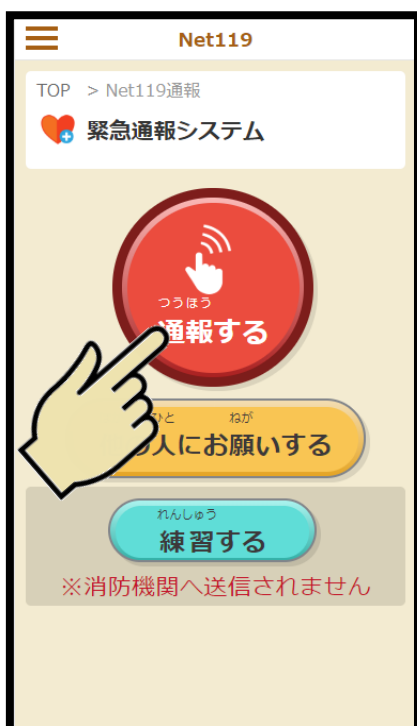 Net119
TOP > Net119通報
緊急通報システム
つうほう
通報する
ひと ねが
の人にお願いする
れんしゅう
練習する
※消防機関へ送信されません